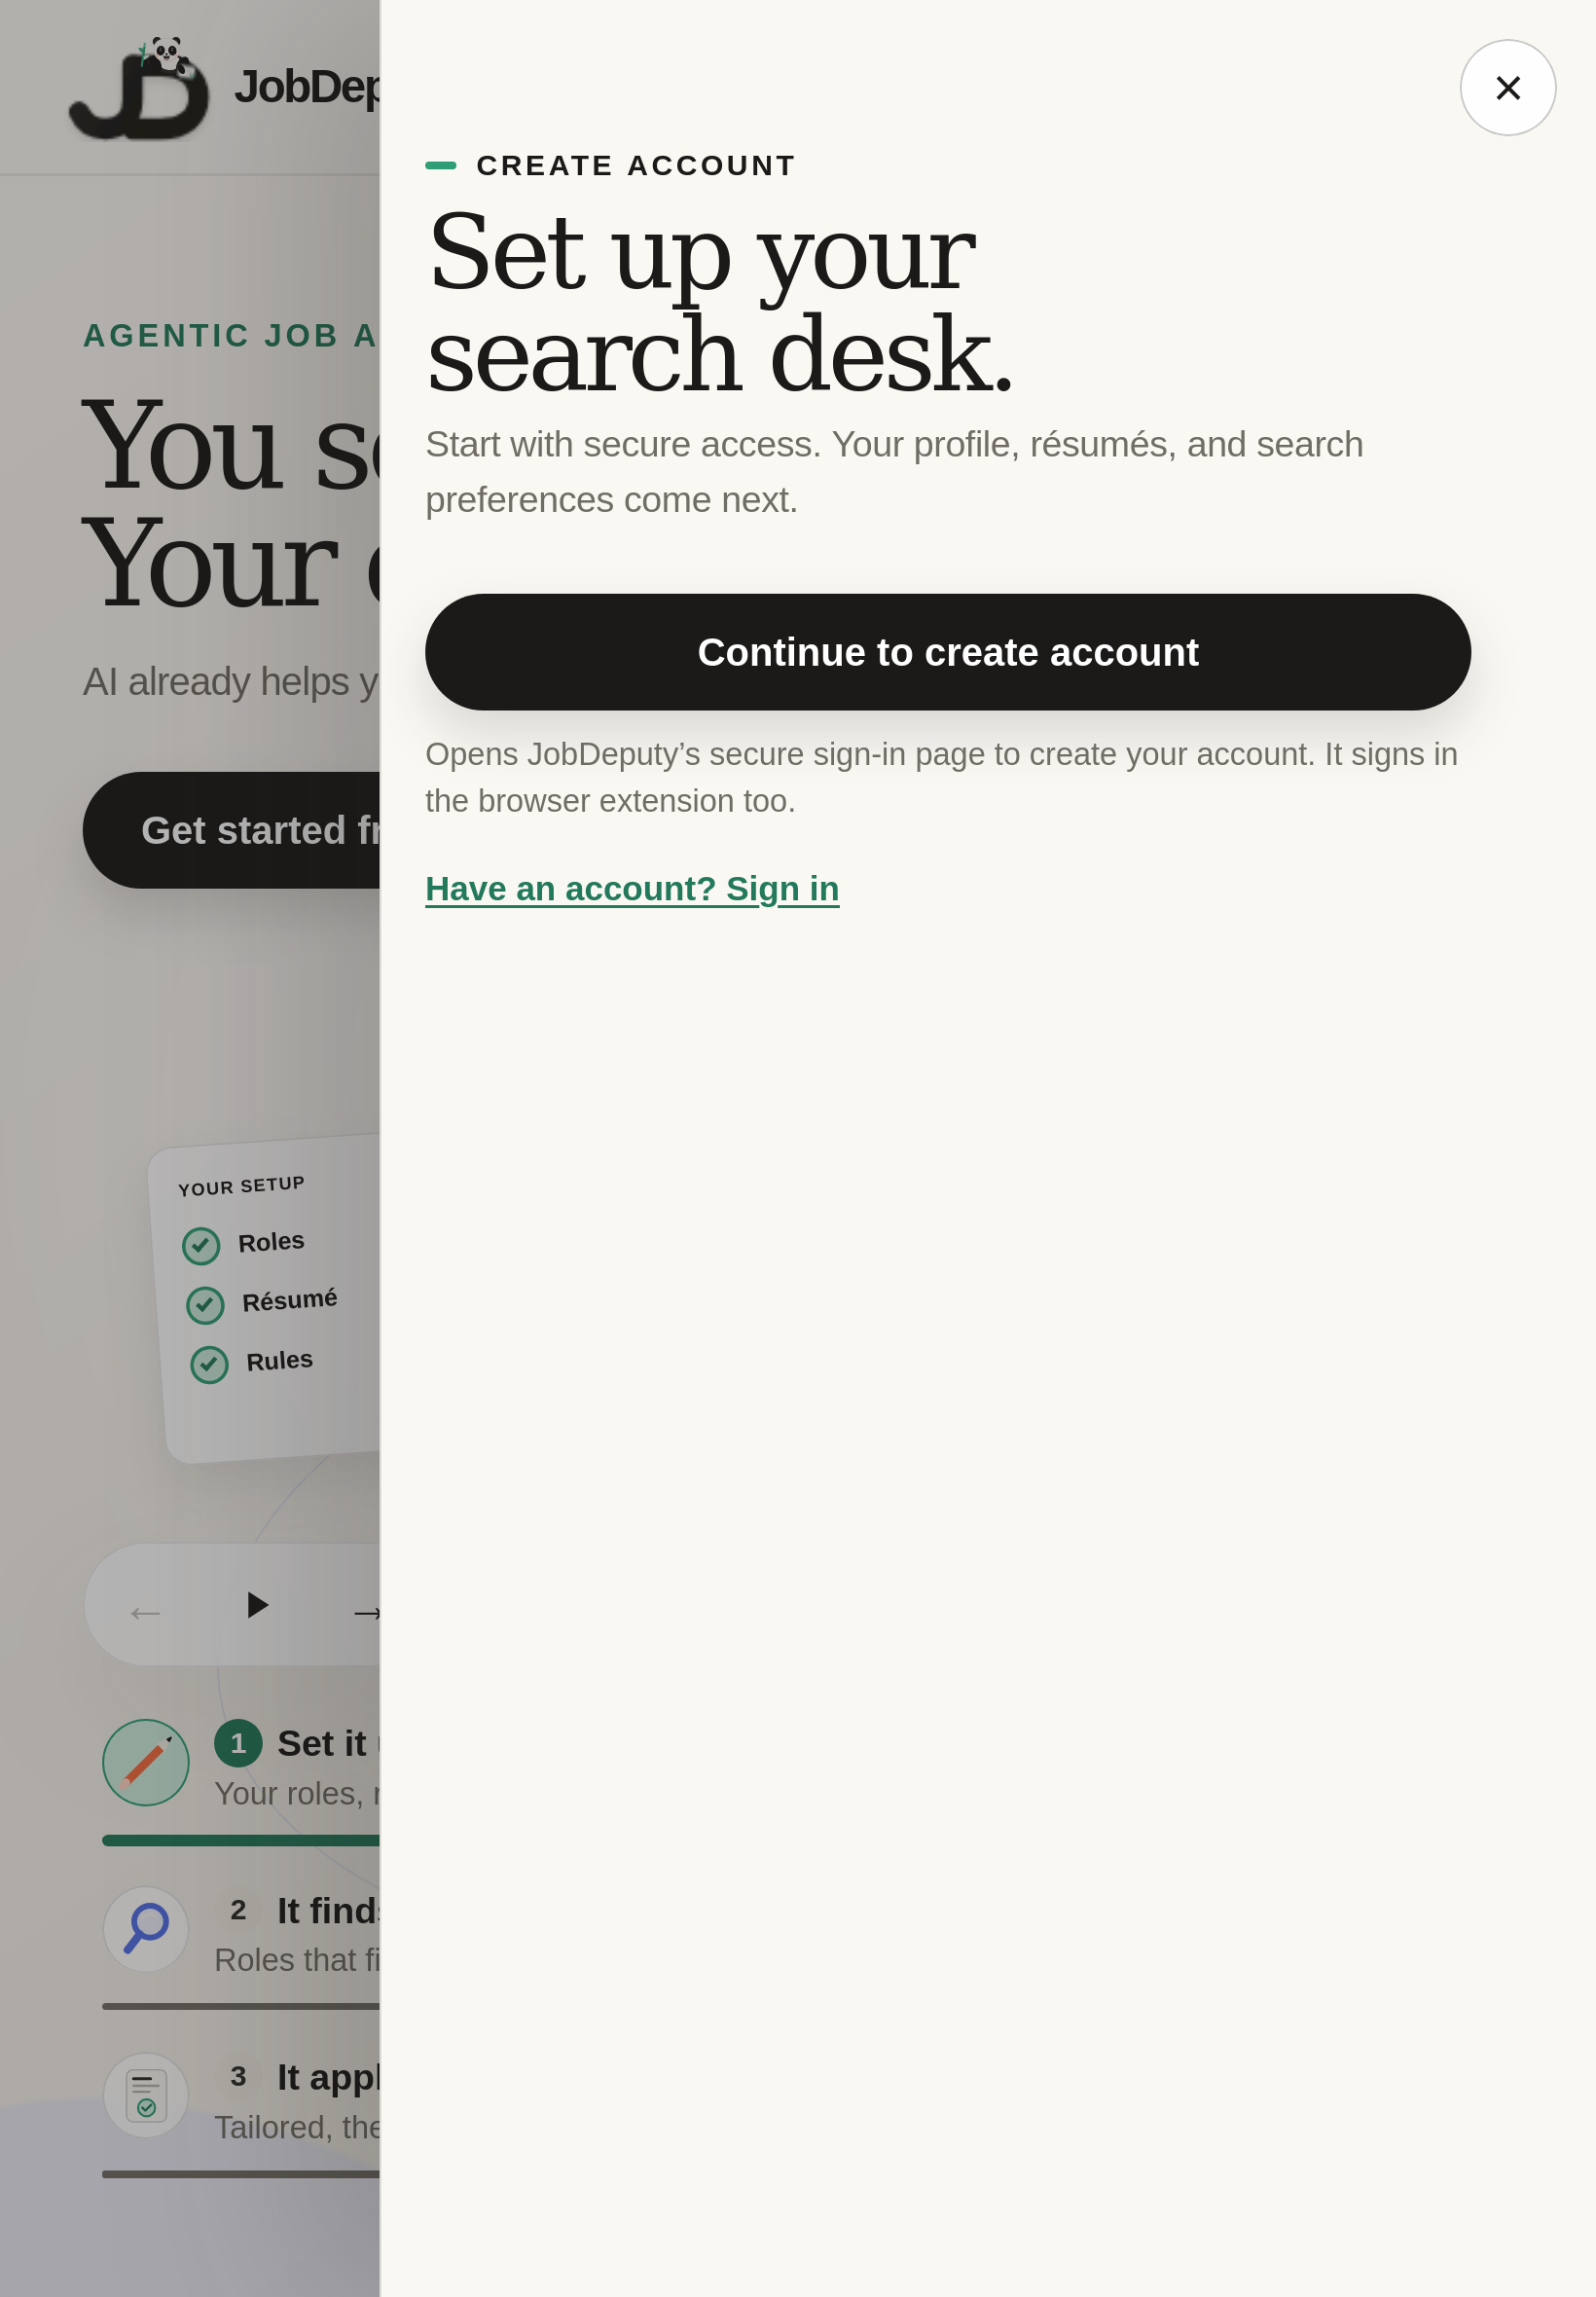 JobDep
AGENTIC JOB A
You s
Your
AI already helps y
Get started fr
YOUR SETUP
Roles
Résumé
Rules
←
→
1 Set it
Your roles, r
2 It finds
Roles that fi
3 It appl
Tailored, the
×
CREATE ACCOUNT
Set up your
search desk.
Start with secure access. Your profile, résumés, and search
preferences come next.
Continue to create account
Opens JobDeputy’s secure sign-in page to create your account. It signs in
the browser extension too.
Have an account? Sign in